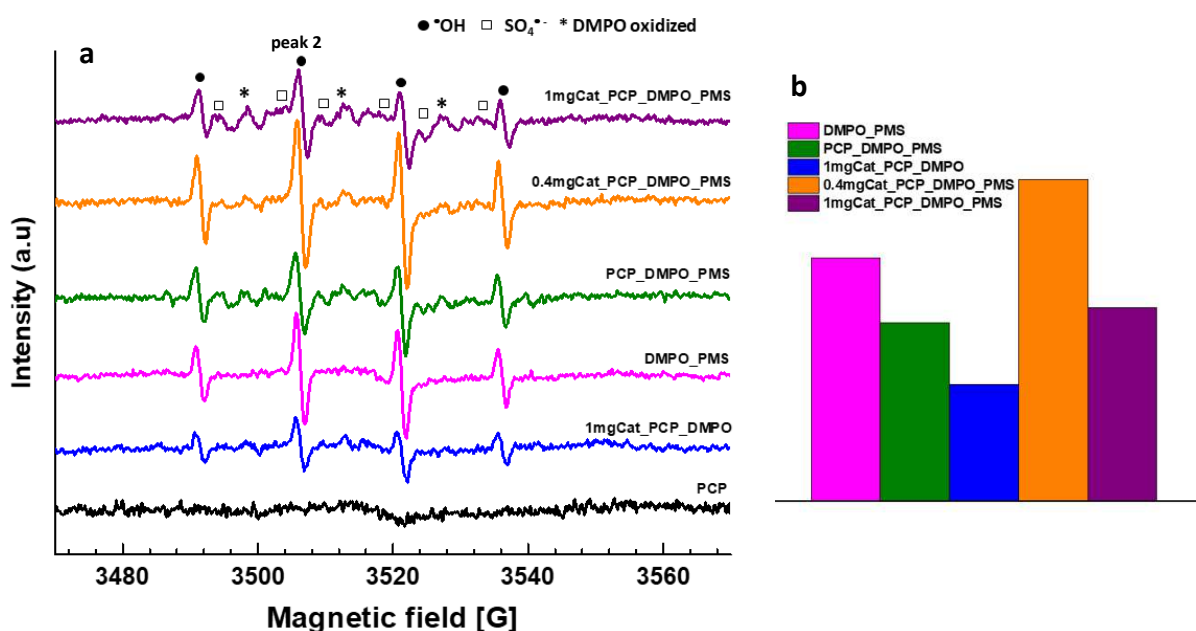 ● •OH □ SO₄•- * DMPO oxidized
a
peak 2
1mgCat_PCP_DMPO_PMS
0.4mgCat_PCP_DMPO_PMS
PCP_DMPO_PMS
DMPO_PMS
1mgCat_PCP_DMPO
PCP
Intensity (a.u)
3480 3500 3520 3540 3560
Magnetic field [G]
b
DMPO_PMS
PCP_DMPO_PMS
1mgCat_PCP_DMPO
0.4mgCat_PCP_DMPO_PMS
1mgCat_PCP_DMPO_PMS